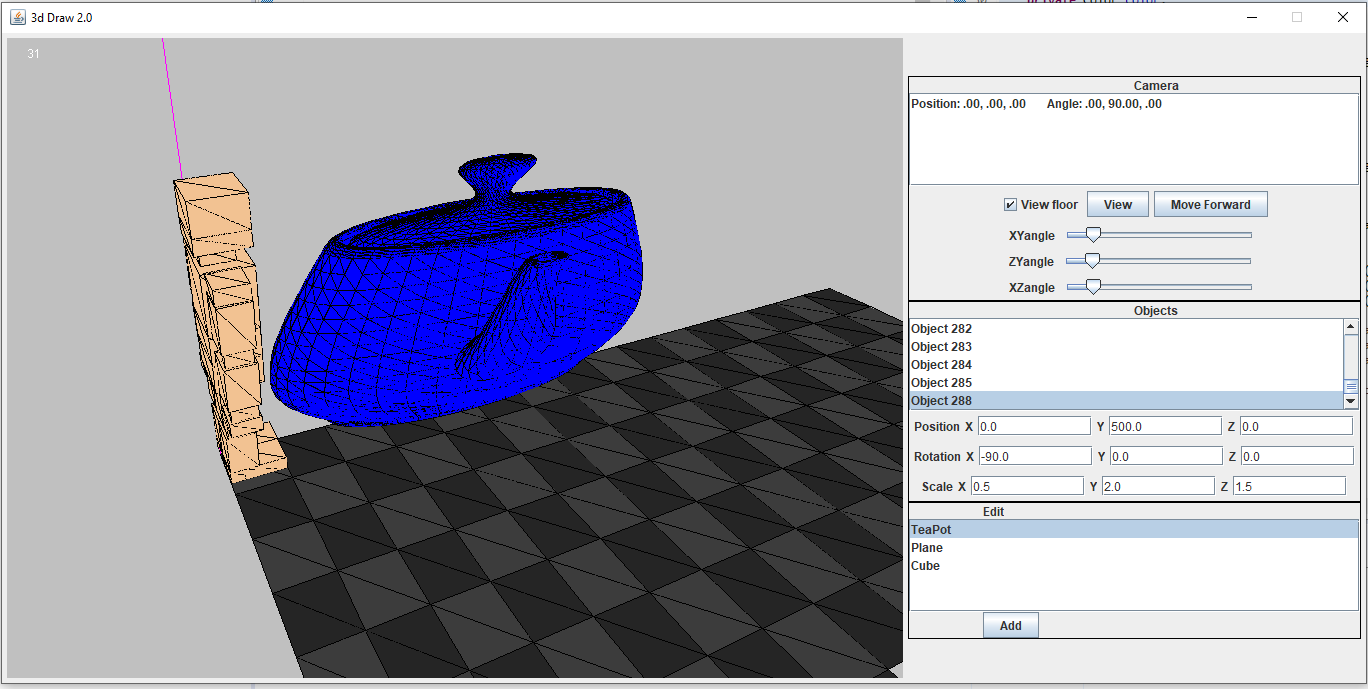 3d Draw 2.0
31
Camera
Position: .00, .00, .00 Angle: .00, 90.00, .00
View floor View Move Forward
XYangle
ZYangle
XZangle
Objects
Object 282
Object 283
Object 284
Object 285
Object 288
Position X 0.0 Y 500.0 Z 0.0
Rotation X -90.0 Y 0.0 Z 0.0
Scale X 0.5 Y 2.0 Z 1.5
Edit
TeaPot
Plane
Cube
Add